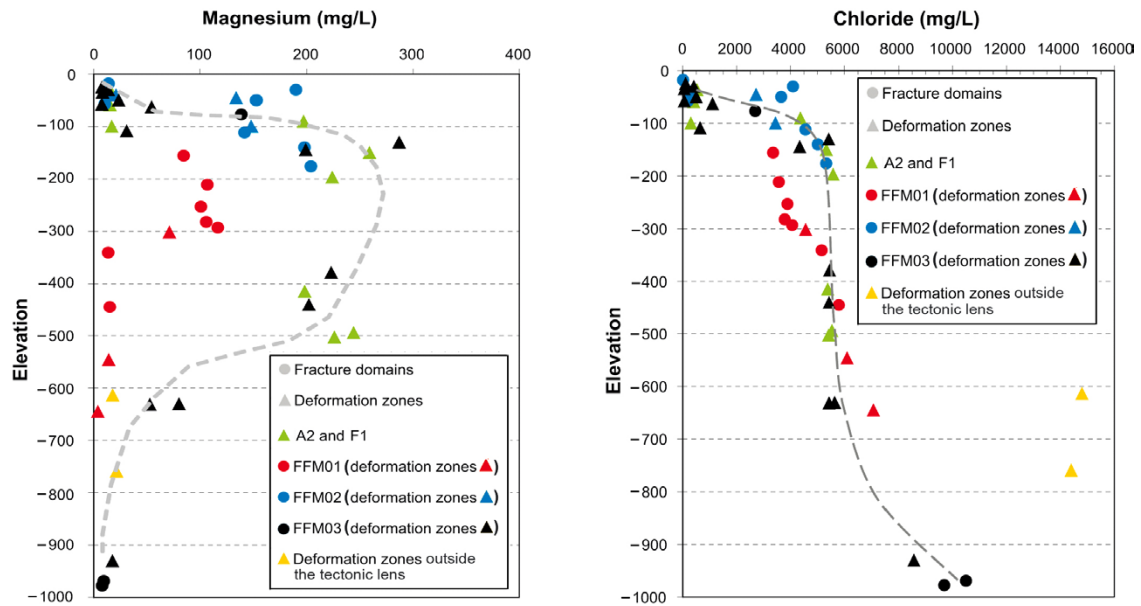 Magnesium (mg/L)
0 100 200 300 400
0
−100
−200
−300
−400
−500
−600
−700
−800
−900
−1000
Elevation
Fracture domains
Deformation zones
A2 and F1
FFM01 (deformation zones )
FFM02 (deformation zones )
FFM03 (deformation zones )
Deformation zones outside
the tectonic lens
Chloride (mg/L)
0 2000 4000 6000 8000 10000 12000 14000 16000
0
−100
−200
−300
−400
−500
−600
−700
−800
−900
−1000
Elevation
Fracture domains
Deformation zones
A2 and F1
FFM01 (deformation zones )
FFM02 (deformation zones )
FFM03 (deformation zones )
Deformation zones outside
the tectonic lens